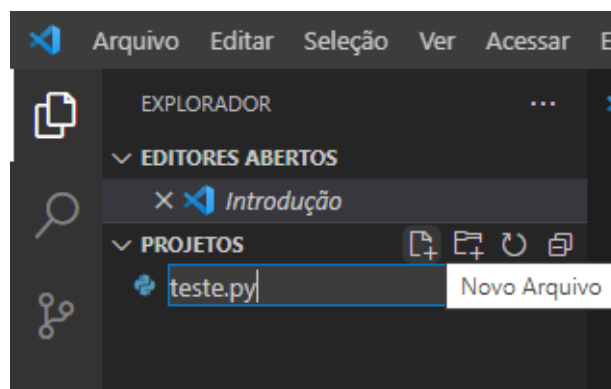 Arquivo Editar Seleção Ver Acessar E
EXPLORADOR ...
EDITORES ABERTOS
Introdução
PROJETOS
teste.py
Novo Arquivo